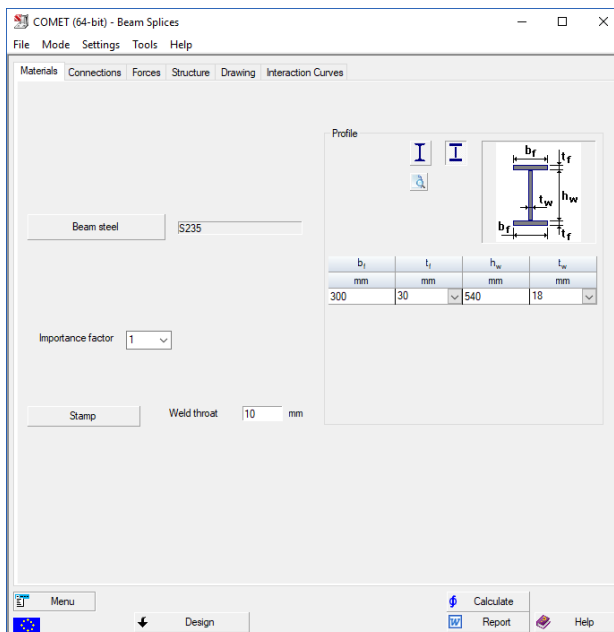 COMET (64-bit) - Beam Splices
File Mode Settings Tools Help
Materials Connections Forces Structure Drawing Interaction Curves
Profile
bf tf
tw hw
bf tf
Beam steel S235
bf tf hw tw
mm mm mm mm
300 30 540 18
Importance factor 1
Stamp Weld throat 10 mm
Menu Calculate
Design Report Help